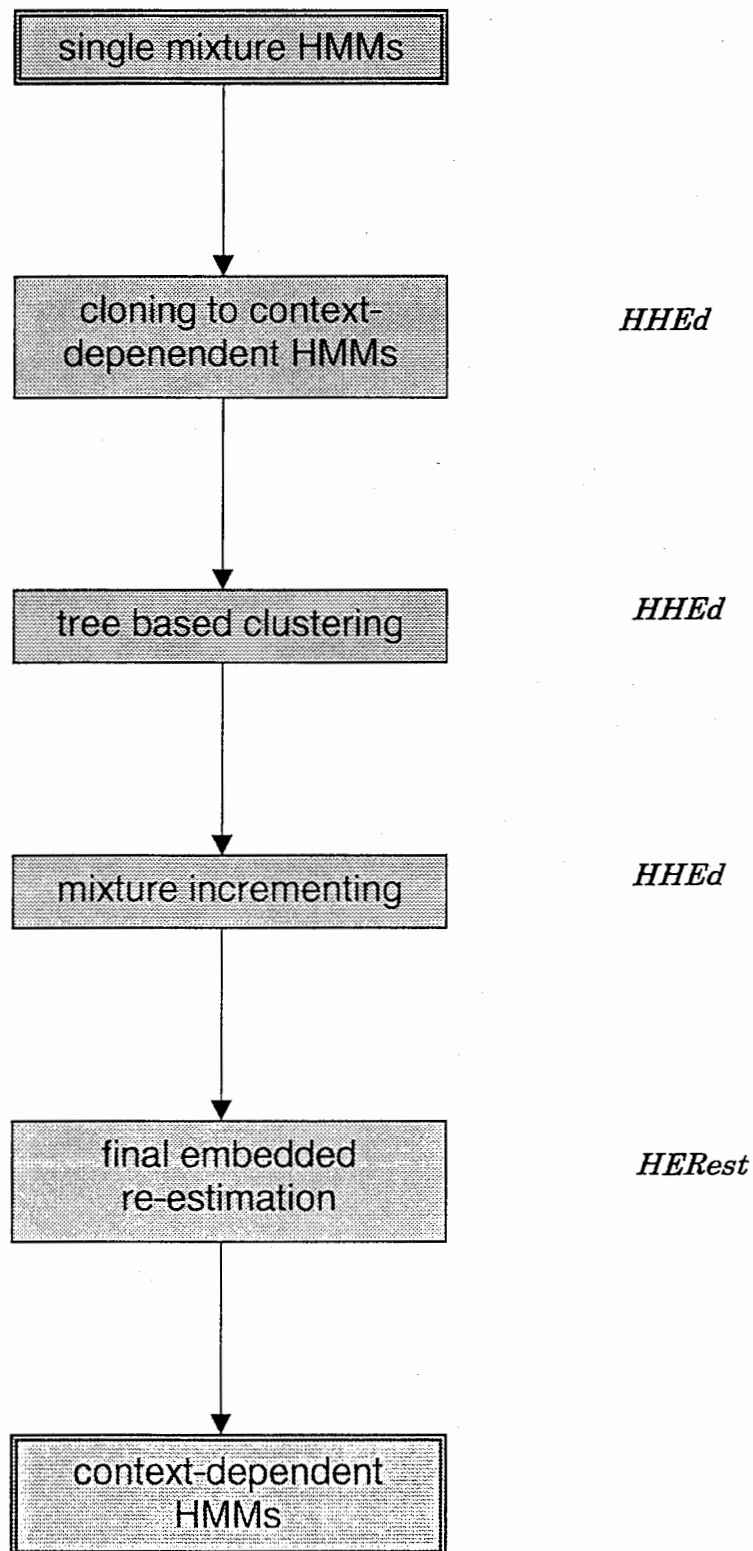 single mixture HMMs
cloning to context-
depenendent HMMs
HHEd
tree based clustering
HHEd
mixture incrementing
HHEd
final embedded
re-estimation
HERest
context-dependent
HMMs